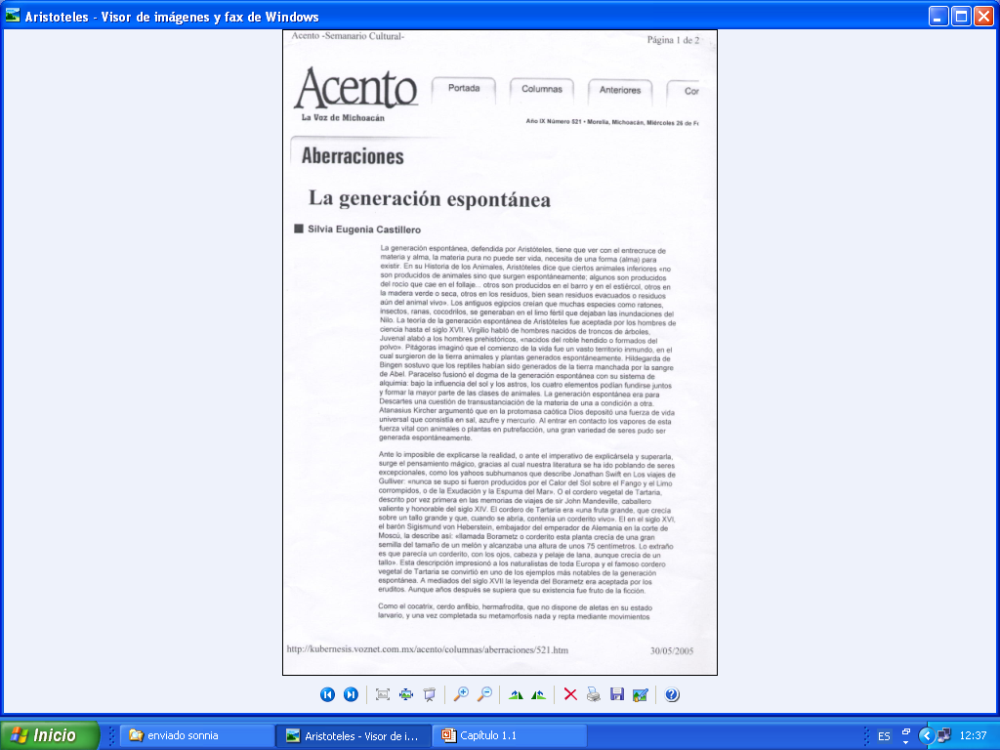 Aristoteles - Visor de imágenes y fax de Windows
Acento -Semanario Cultural-
Página 1 de 2
Acento
Portada
Columnas
Anteriores
Cor
La Voz de Michoacán
Año IX Número 521 • Morelia, Michoacán, Miércoles 26 de Fe
Aberraciones
La generación espontánea
Silvia Eugenia Castillero
La generación espontánea, defendida por Aristóteles, tiene que ver con el entrecruce de
materia y alma, la materia pura no puede ser vida, necesita de una forma (alma) para
existir. En su Historia de los Animales, Aristóteles dice que ciertos animales inferiores «no
son producidos de animales sino que surgen espontáneamente; algunos son producidos
del rocío que cae en el follaje... otros son producidos en el barro y en el estiércol, otros en
la madera verde o seca, otros en los residuos, bien sean residuos evacuados o residuos
aún del animal vivo». Los antiguos egipcios creían que muchas especies como ratones,
insectos, ranas, cocodrilos, se generaban en el limo fértil que dejaban las inundaciones del
Nilo. La teoría de la generación espontánea de Aristóteles fue aceptada por los hombres de
ciencia hasta el siglo XVII. Virgilio habló de hombres nacidos de troncos de árboles.
Juvenal alabó a los hombres prehistóricos, «nacidos del roble hendido o formados del
polvo». Pitágoras imaginó que el comienzo de la vida fue un vasto territorio inmundo, en el
cual surgieron de la tierra animales y plantas generados espontáneamente. Hildegarda de
Bingen sostuvo que los reptiles habían sido generados de la tierra manchada por la sangre
de Abel. Paracelso fusionó el dogma de la generación espontánea con su sistema de
alquimia: bajo la influencia del sol y los astros, los cuatro elementos podían fundirse juntos
y formar la mayor parte de las clases de animales. La generación espontánea era para
Descartes una cuestión de transustanciación de la materia de una a condición a otra.
Atanasius Kircher argumentó que en la protomasa caótica Dios depositó una fuerza de vida
universal que consistía en sal, azufre y mercurio. Al entrar en contacto los vapores de esta
fuerza vital con animales o plantas en putrefacción, una gran variedad de seres pudo ser
generada espontáneamente.
Ante lo imposible de explicarse la realidad, o ante el imperativo de explicársela y superarla,
surge el pensamiento mágico, gracias al cual nuestra literatura se ha ido poblando de seres
excepcionales, como los yahoos subhumanos que describe Jonathan Swift en Los viajes de
Gulliver: «nunca se supo si fueron producidos por el Calor del Sol sobre el Fango y el Limo
corrompidos, o de la Exudación y la Espuma del Mar». O el cordero vegetal de Tartaria,
descrito por vez primera en las memorias de viajes de sir John Mandeville, caballero
valiente y honorable del siglo XIV. El cordero de Tartaria era «una fruta grande, que crecía
sobre un tallo grande y que, cuando se abría, contenía un corderito vivo». El en el siglo XVI,
el barón Sigismund von Heberstein, embajador del emperador de Alemania en la corte de
Moscú, la describe así: «llamada Borametz o corderito esta planta crecía de una gran
semilla del tamaño de un melón y alcanzaba una altura de unos 75 centímetros. Lo extraño
es que parecía un corderito, con los ojos, cabeza y pelaje de lana, aunque crecía de un
tallo». Esta descripción impresionó a los naturalistas de toda Europa y el famoso cordero
vegetal de Tartaria se convirtió en uno de los ejemplos más notables de la generación
espontánea. A mediados del siglo XVII la leyenda del Borametz era aceptada por los
eruditos. Aunque años después se supiera que su existencia fue fruto de la ficción.
Como el cocatrix, cerdo anfibio, hermafrodita, que no dispone de aletas en su estado
larvario, y una vez completada su metamorfosis nada y repta mediante movimientos
http://kubernesis.voznet.com.mx/acento/columnas/aberraciones/521.htm
30/05/2005
Inicio
enviado sonnia
Aristoteles - Visor de i...
Capítulo 1.1
ES
12:37